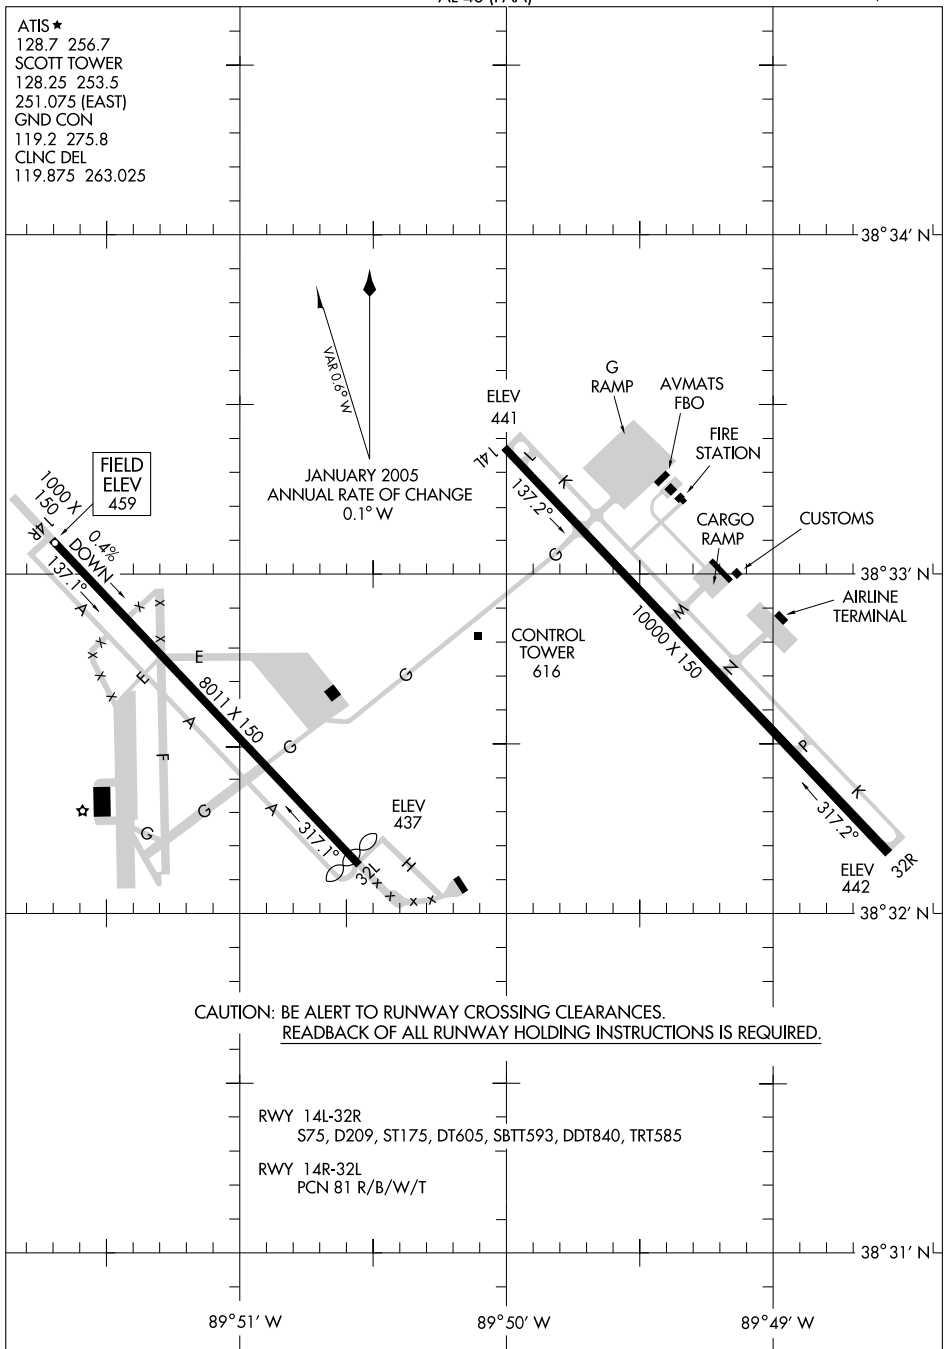 AL-43 (FAA)
ATIS★
128.7 256.7
SCOTT TOWER
128.25 253.5
251.075 (EAST)
GND CON
119.2 275.8
CLNC DEL
119.875 263.025
38°34' N
VAR 0.6° W
JANUARY 2005
ANNUAL RATE OF CHANGE
0.1° W
G
RAMP
AVMATS
FBO
FIRE
STATION
ELEV
441
14L
L
K
137.2°
G
FIELD
ELEV
459
1000 X
150
14R
0.4%
DOWN
137.1°
A
CARGO
RAMP
CUSTOMS
38°33' N
AIRLINE
TERMINAL
X
X
X
X
X
X
X
E
E
CONTROL
TOWER
616
M
10000 X 150
N
G
8011 X 150
A
G
F
P
K
G
G
A
ELEV
437
317.1°
32L
H
X
X
X
X
317.2°
32R
ELEV
442
38°32' N
CAUTION: BE ALERT TO RUNWAY CROSSING CLEARANCES.
READBACK OF ALL RUNWAY HOLDING INSTRUCTIONS IS REQUIRED.
RWY 14L-32R
S75, D209, ST175, DT605, SBTT593, DDT840, TRT585
RWY 14R-32L
PCN 81 R/B/W/T
38°31' N
89°51' W
89°50' W
89°49' W